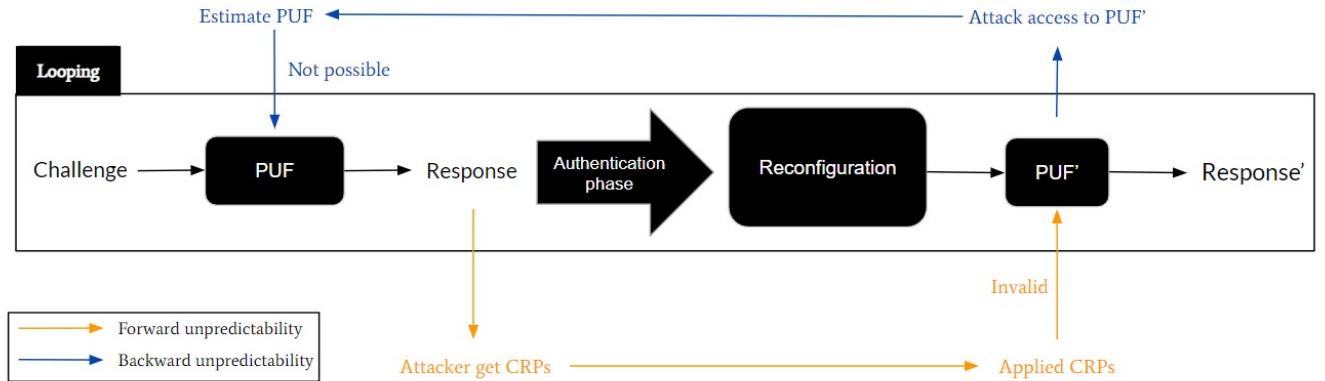 Estimate PUF
Attack access to PUF’
Not possible
Looping
Challenge
PUF
Response
Authentication
phase
Reconfiguration
PUF’
Response’
Invalid
Forward unpredictability
Backward unpredictability
Attacker get CRPs
Applied CRPs